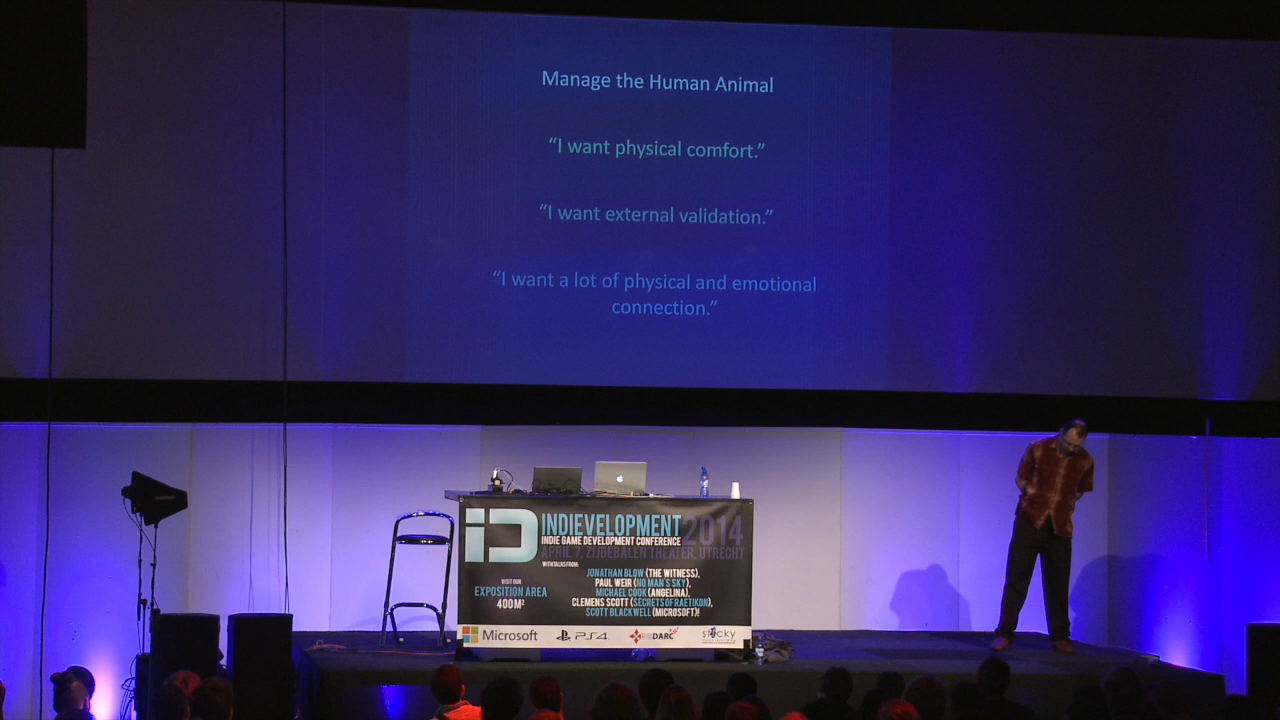 Manage the Human Animal
“I want physical comfort.”
“I want external validation.”
“I want a lot of physical and emotional
connection.”
iD INDIEVELOPMENT 2014
INDIE GAME DEVELOPMENT CONFERENCE
APRIL 7, ZIJDEBALEN THEATER, UTRECHT
WITH TALKS FROM:
JONATHAN BLOW (THE WITNESS),
PAUL WEIR (NO MAN'S SKY),
MICHAEL COOK (ANGELINA),
CLEMENS SCOTT (SECRETS OF RAETIKON),
SCOTT BLACKWELL (MICROSOFT)!
VISIT OUR
EXPOSITION AREA
400M²
Microsoft
PS4